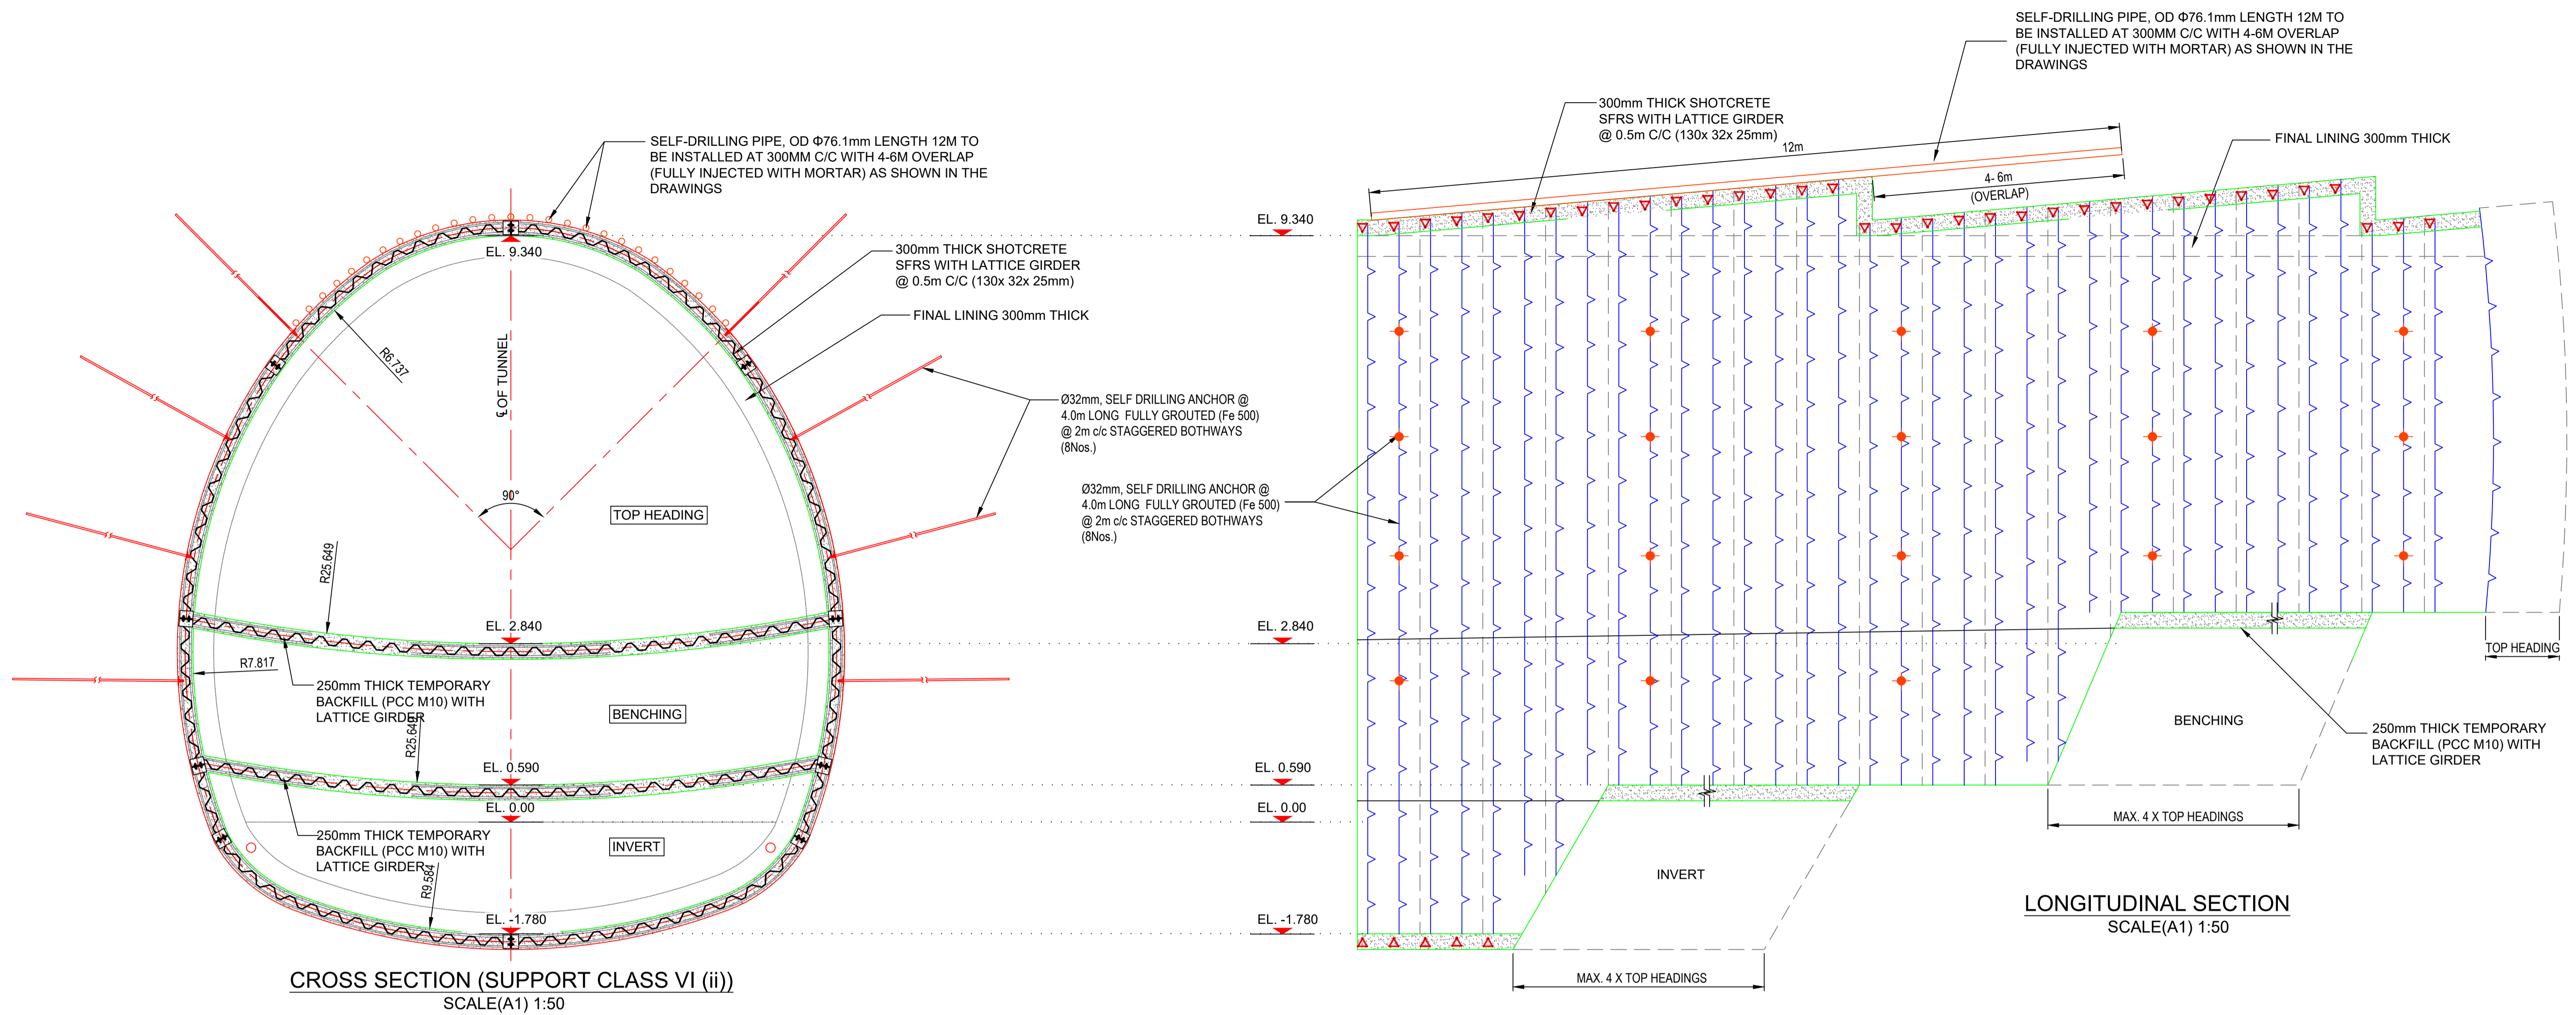 SELF-DRILLING PIPE, OD Φ76.1mm LENGTH 12M TO
BE INSTALLED AT 300MM C/C WITH 4-6M OVERLAP
(FULLY INJECTED WITH MORTAR) AS SHOWN IN THE
DRAWINGS
300mm THICK SHOTCRETE
SFRS WITH LATTICE GIRDER
@ 0.5m C/C (130x 32x 25mm)
FINAL LINING 300mm THICK
EL. 9.340
R6.737
℄ OF TUNNEL
90°
TOP HEADING
Ø32mm, SELF DRILLING ANCHOR @
4.0m LONG  FULLY GROUTED (Fe 500)
@ 2m c/c STAGGERED BOTHWAYS
(8Nos.)
R25.649
EL. 2.840
R7.817
250mm THICK TEMPORARY
BACKFILL (PCC M10) WITH
LATTICE GIRDER
BENCHING
R25.649
EL. 0.590
EL. 0.00
250mm THICK TEMPORARY
BACKFILL (PCC M10) WITH
LATTICE GIRDER
INVERT
R9.584
EL. -1.780
CROSS SECTION (SUPPORT CLASS VI (ii))
SCALE(A1) 1:50
SELF-DRILLING PIPE, OD Φ76.1mm LENGTH 12M TO
BE INSTALLED AT 300MM C/C WITH 4-6M OVERLAP
(FULLY INJECTED WITH MORTAR) AS SHOWN IN THE
DRAWINGS
300mm THICK SHOTCRETE
SFRS WITH LATTICE GIRDER
@ 0.5m C/C (130x 32x 25mm)
12m
FINAL LINING 300mm THICK
4- 6m
(OVERLAP)
EL. 9.340
Ø32mm, SELF DRILLING ANCHOR @
4.0m LONG  FULLY GROUTED (Fe 500)
@ 2m c/c STAGGERED BOTHWAYS
(8Nos.)
EL. 2.840
TOP HEADING
BENCHING
250mm THICK TEMPORARY
BACKFILL (PCC M10) WITH
LATTICE GIRDER
EL. 0.590
EL. 0.00
MAX. 4 X TOP HEADINGS
INVERT
EL. -1.780
MAX. 4 X TOP HEADINGS
LONGITUDINAL SECTION
SCALE(A1) 1:50